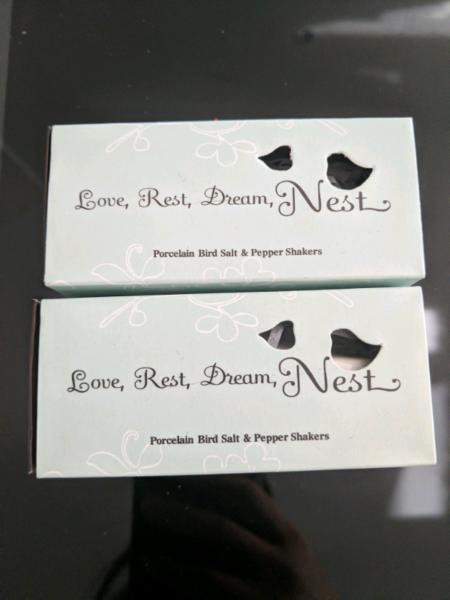 Love, Rest, Dream, Nest
Porcelain Bird Salt & Pepper Shakers
Love, Rest, Dream, Nest
Porcelain Bird Salt & Pepper Shakers